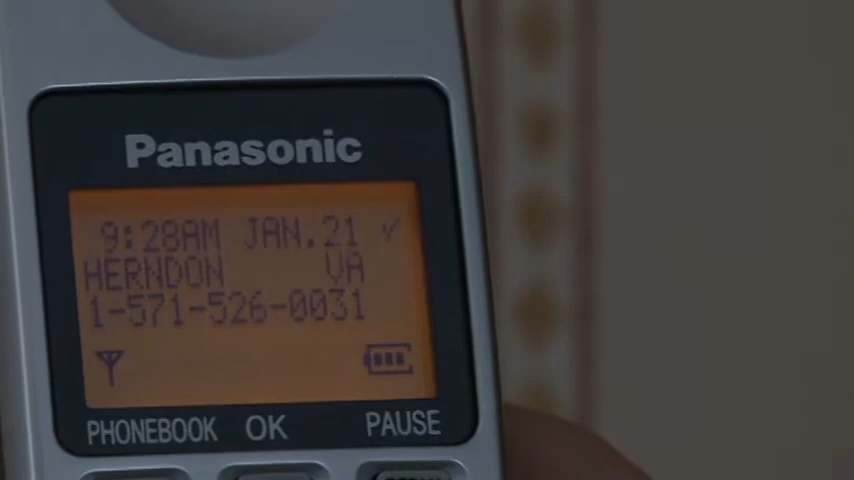 Panasonic
9:28AM JAN.21 ✓
HERNDON VA
1-571-526-0031
PHONEBOOK OK PAUSE